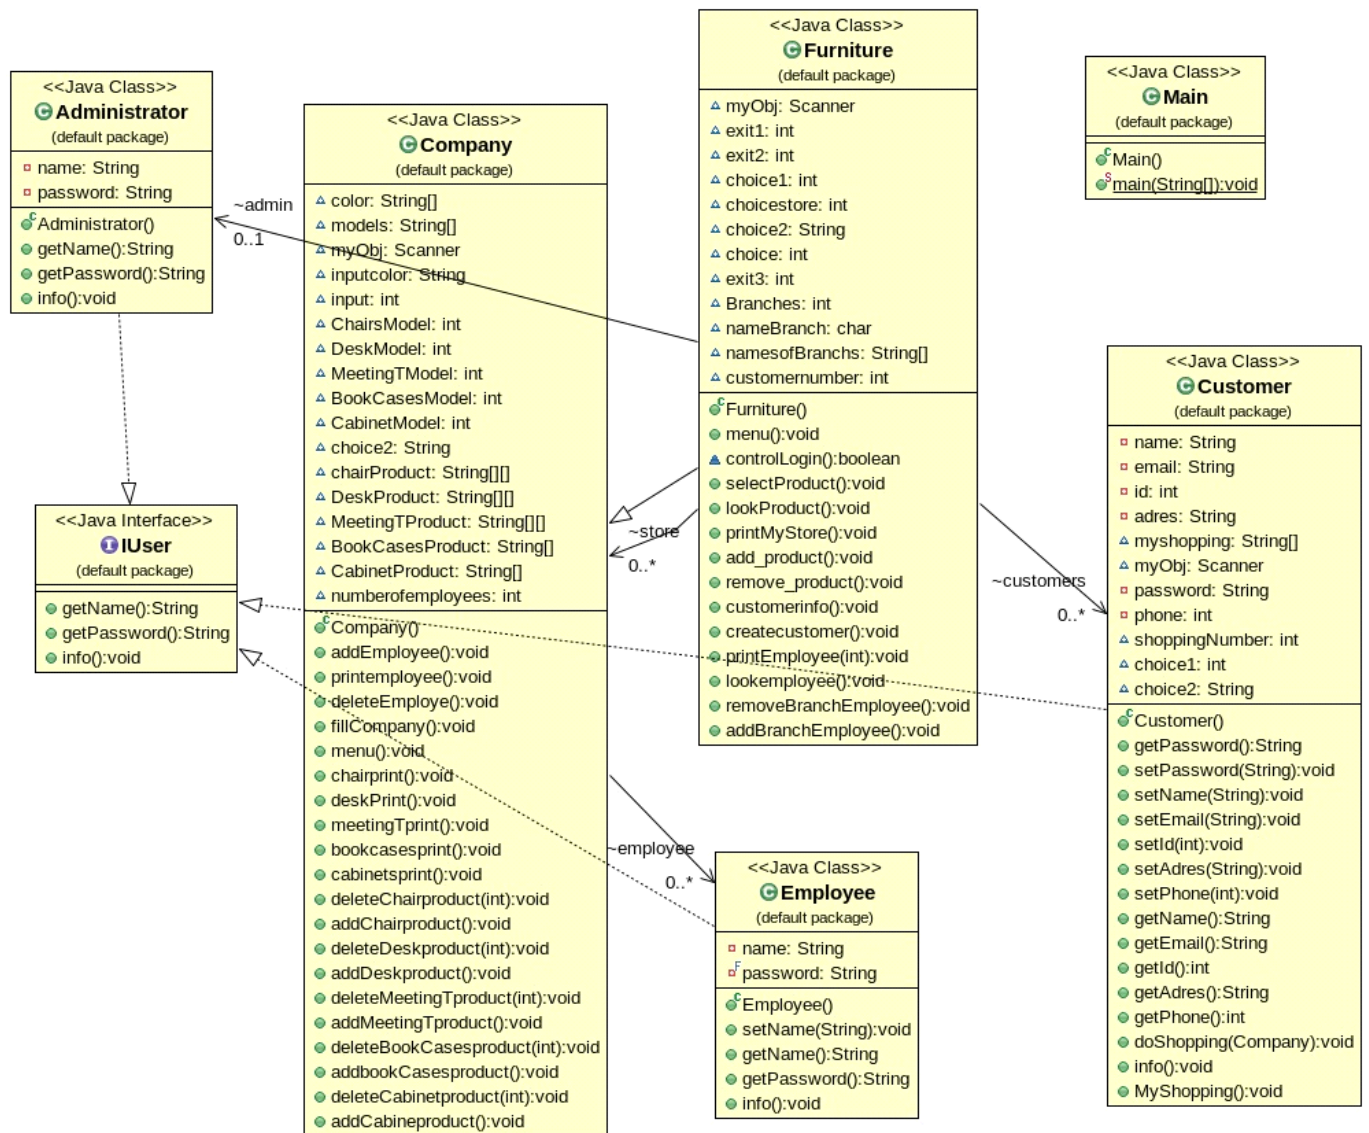 <<Java Class>>
Administrator
(default package)
name: String
password: String
Administrator()
getName():String
getPassword():String
info():void
<<Java Interface>>
IUser
(default package)
getName():String
getPassword():String
info():void
<<Java Class>>
Company
(default package)
color: String[]
models: String[]
myObj: Scanner
inputcolor: String
input: int
ChairsModel: int
DeskModel: int
MeetingTModel: int
BookCasesModel: int
CabinetModel: int
choice2: String
chairProduct: String[][]
DeskProduct: String[][]
MeetingTProduct: String[][]
BookCasesProduct: String[]
CabinetProduct: String[]
numberofemployees: int
Company()
addEmployee():void
printemployee():void
deleteEmploye():void
fillCompany():void
menu():void
chairprint():void
deskPrint():void
meetingTprint():void
bookcasesprint():void
cabinetsprint():void
deleteChairproduct(int):void
addChairproduct():void
deleteDeskproduct(int):void
addDeskproduct():void
deleteMeetingTproduct(int):void
addMeetingTproduct():void
deleteBookCasesproduct(int):void
addbookCasesproduct():void
deleteCabinetproduct(int):void
addCabineproduct():void
~admin
0..1
<<Java Class>>
Furniture
(default package)
myObj: Scanner
exit1: int
exit2: int
choice1: int
choicestore: int
choice2: String
choice: int
exit3: int
Branches: int
nameBranch: char
namesofBranchs: String[]
customernumber: int
Furniture()
menu():void
controlLogin():boolean
selectProduct():void
lookProduct():void
printMyStore():void
add_product():void
remove_product():void
customerinfo():void
createcustomer():void
printEmployee(int):void
lookemployee():void
removeBranchEmployee():void
addBranchEmployee():void
~store
0..*
~employee
0..*
<<Java Class>>
Employee
(default package)
name: String
password: String
Employee()
setName(String):void
getName():String
getPassword():String
info():void
<<Java Class>>
Main
(default package)
Main()
main(String[]):void
~customers
0..*
<<Java Class>>
Customer
(default package)
name: String
email: String
id: int
adres: String
myshopping: String[]
myObj: Scanner
password: String
phone: int
shoppingNumber: int
choice1: int
choice2: String
Customer()
getPassword():String
setPassword(String):void
setName(String):void
setEmail(String):void
setId(int):void
setAdres(String):void
setPhone(int):void
getName():String
getEmail():String
getId():int
getAdres():String
getPhone():int
doShopping(Company):void
info():void
MyShopping():void